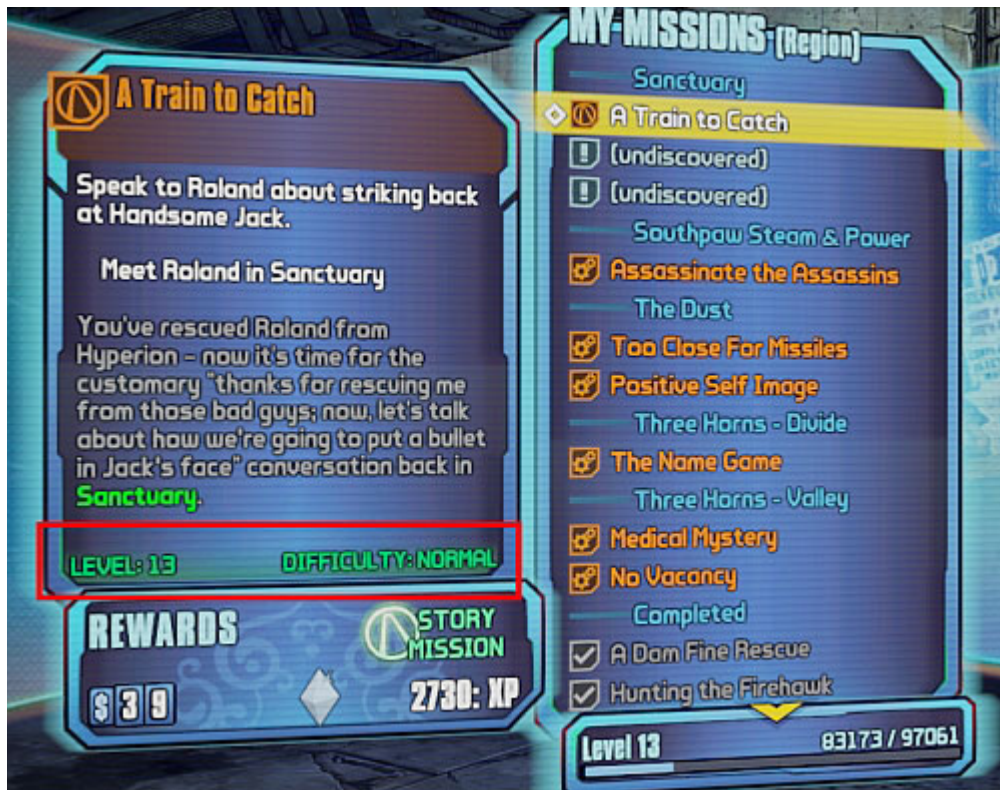 A Train to Catch
Speak to Roland about striking back
at Handsome Jack.
Meet Roland in Sanctuary
You've rescued Roland from
Hyperion - now it's time for the
customary "thanks for rescuing me
from those bad guys; now, let's talk
about how we're going to put a bullet
in Jack's face" conversation back in
Sanctuary.
LEVEL: 13 DIFFICULTY: NORMAL
REWARDS
STORY
MISSION
$39
2730: XP
MY MISSIONS (Region)
Sanctuary
A Train to Catch
(undiscovered)
(undiscovered)
Southpaw Steam & Power
Assassinate the Assassins
The Dust
Too Close For Missiles
Positive Self Image
Three Horns - Divide
The Name Game
Three Horns - Valley
Medical Mystery
No Vacancy
Completed
A Dam Fine Rescue
Hunting the Firehawk
Level 13 83173 / 97061